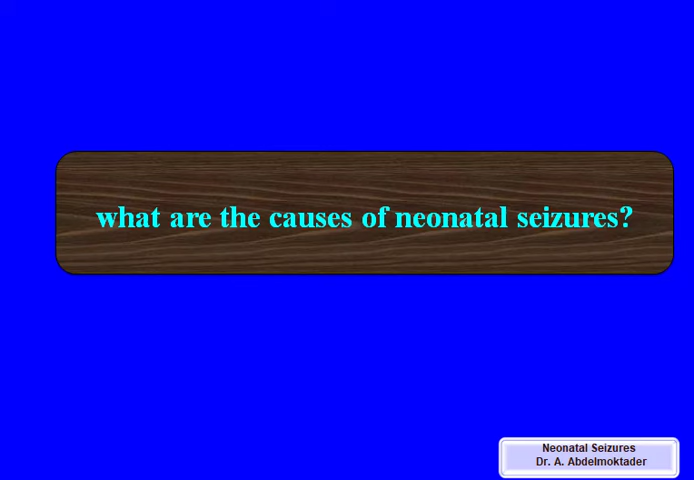 what are the causes of neonatal seizures?
Neonatal Seizures
Dr. A. Abdelmoktader